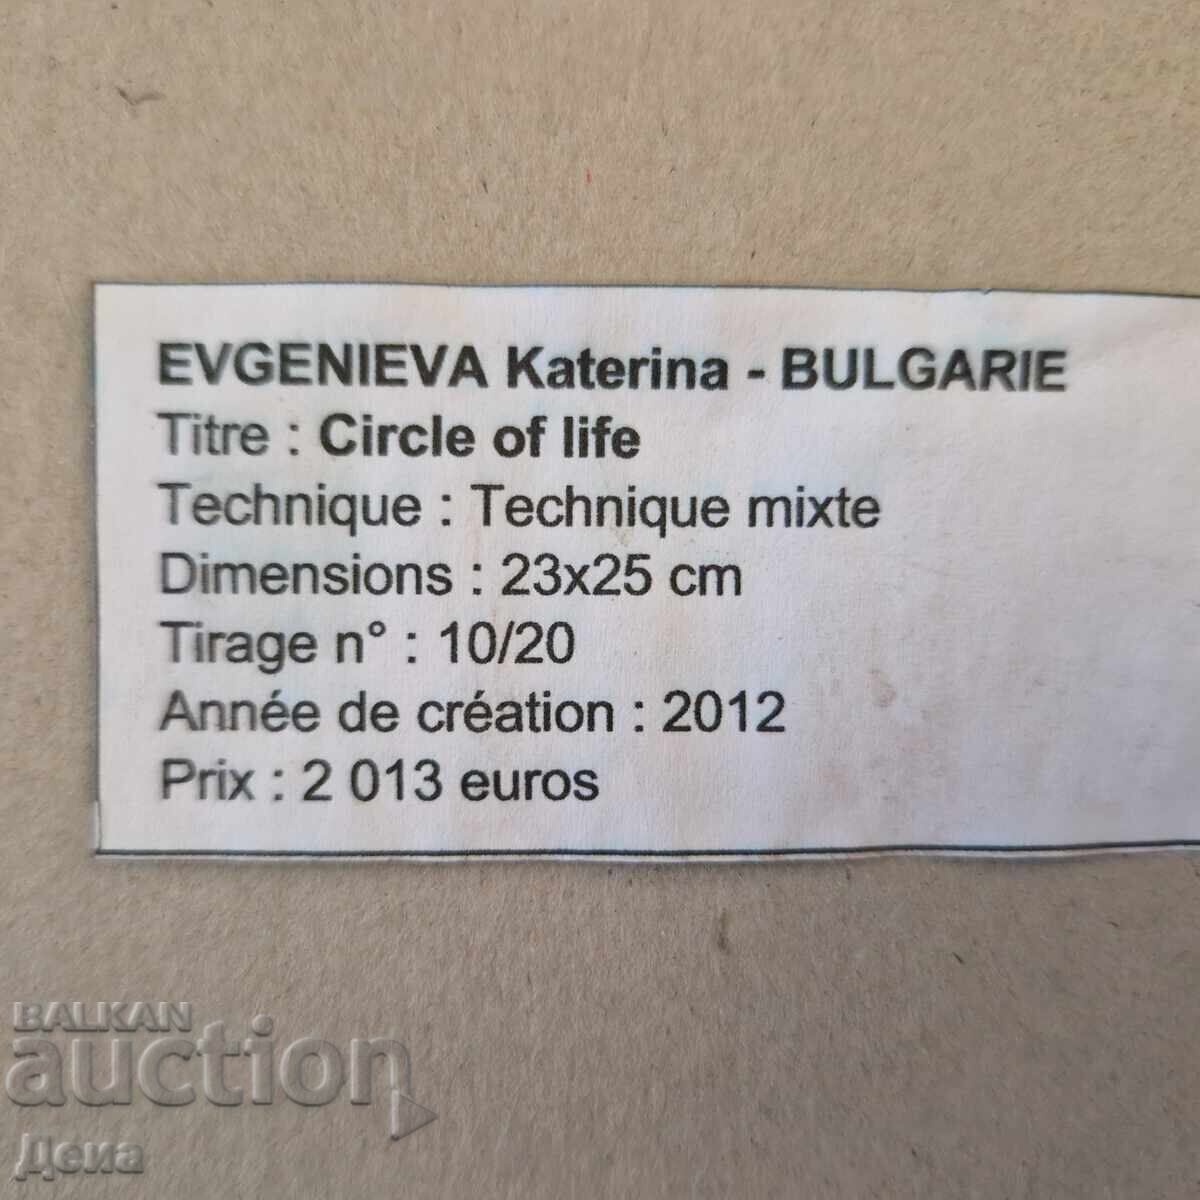 EVGENIEVA Katerina - BULGARIE
Titre : Circle of life
Technique : Technique mixte
Dimensions : 23x25 cm
Tirage n° : 10/20
Année de création : 2012
Prix : 2 013 euros
BALKAN
auction
Дена